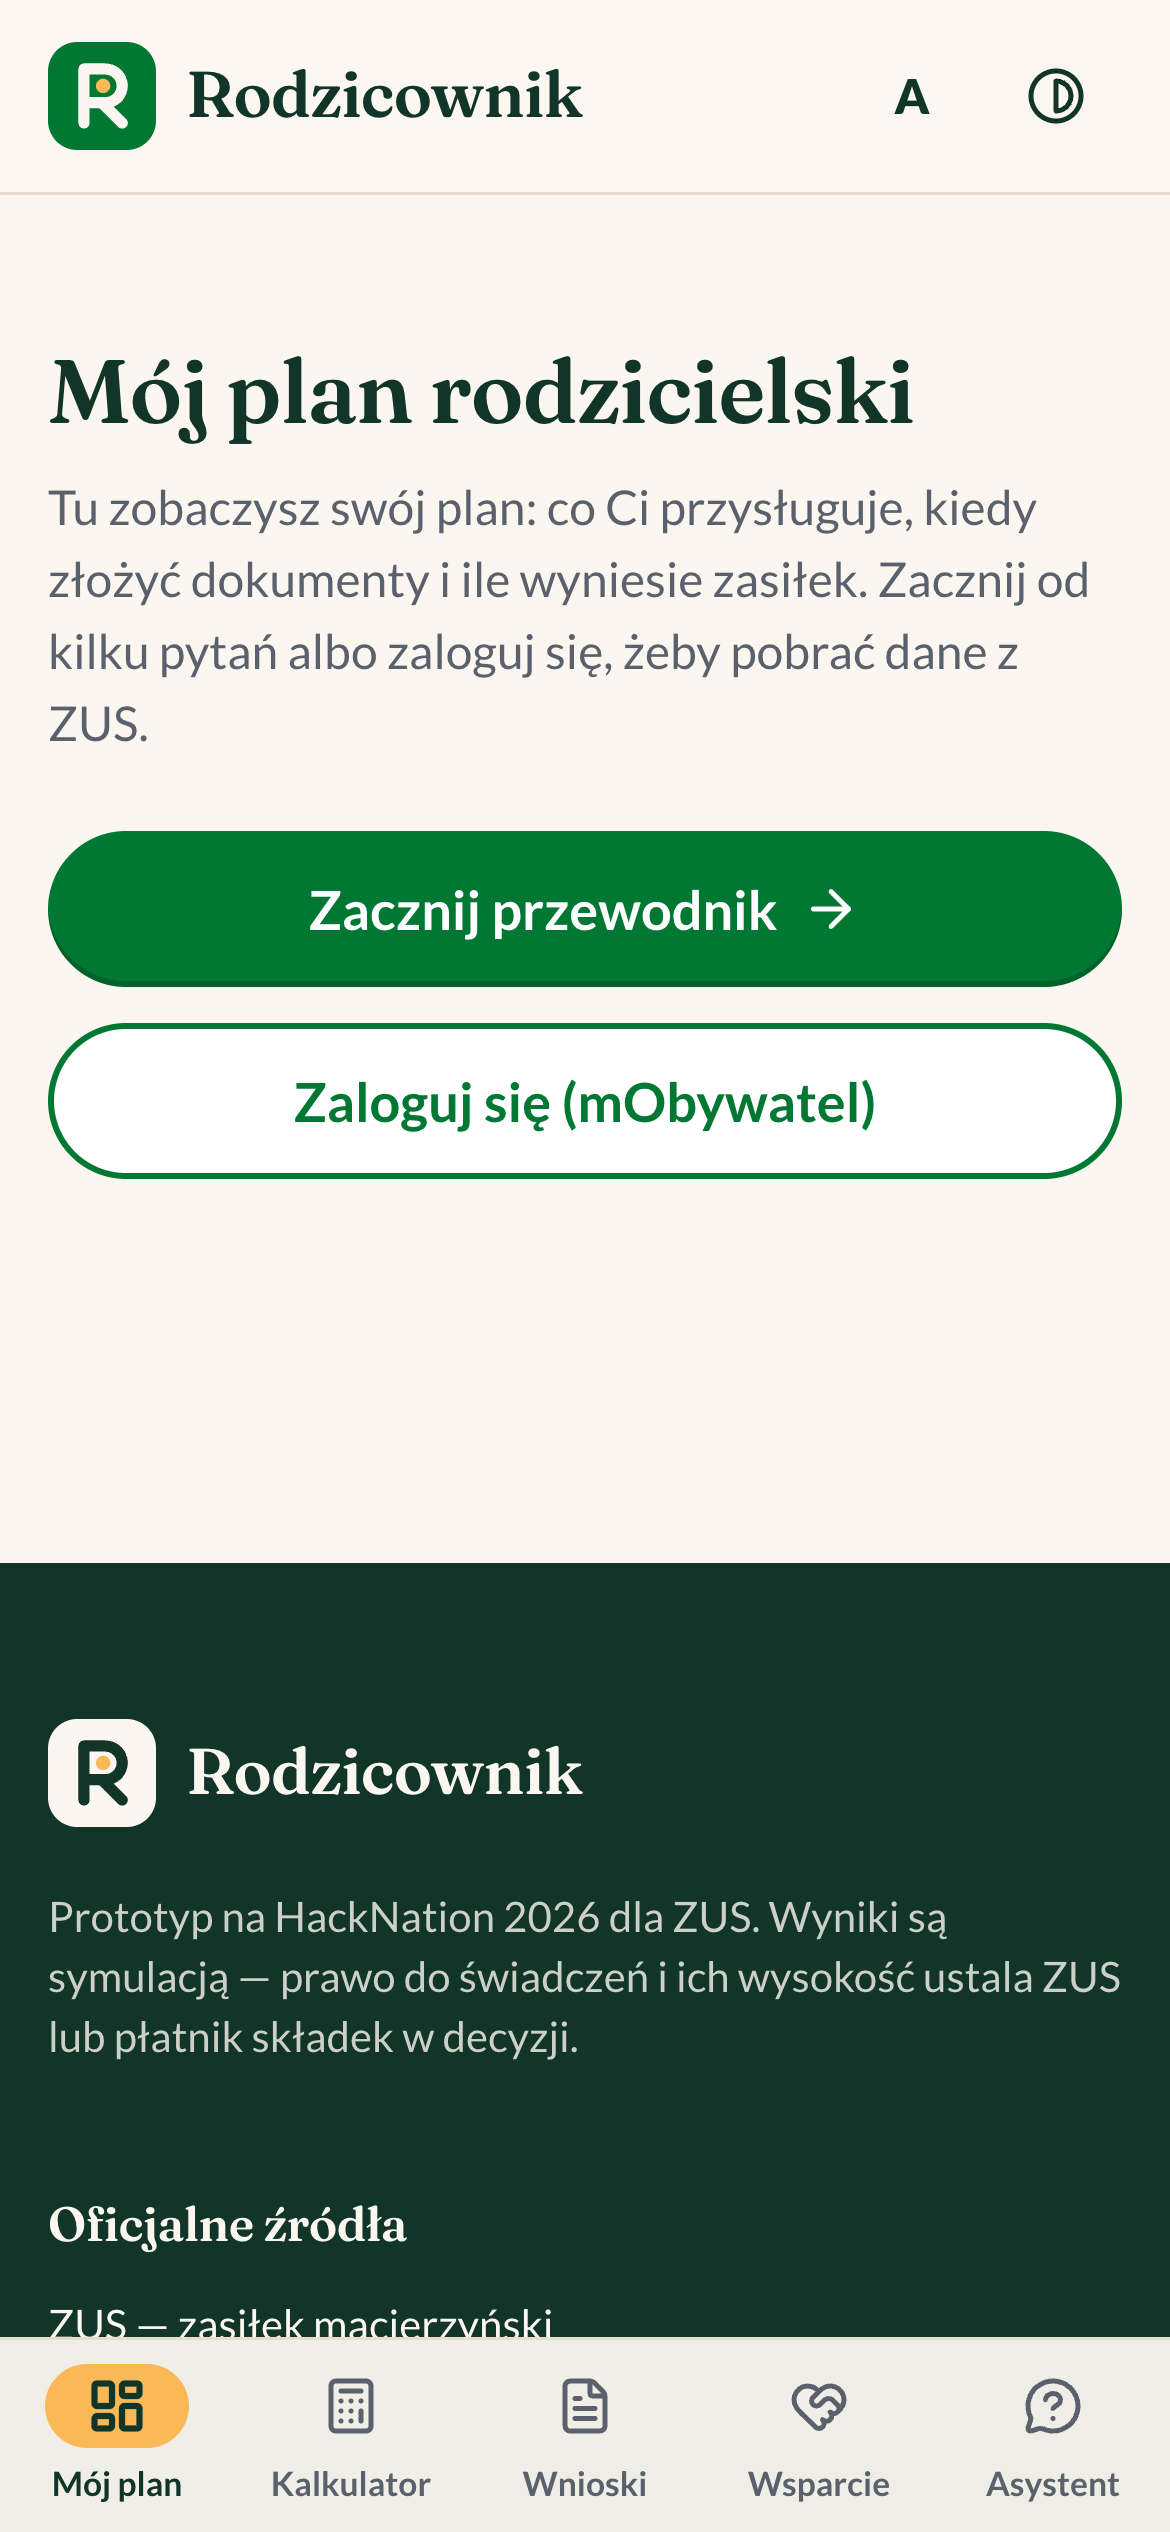 R Rodzicownik A
Mój plan rodzicielski
Tu zobaczysz swój plan: co Ci przysługuje, kiedy
złożyć dokumenty i ile wyniesie zasiłek. Zacznij od
kilku pytań albo zaloguj się, żeby pobrać dane z
ZUS.
Zacznij przewodnik →
Zaloguj się (mObywatel)
R Rodzicownik
Prototyp na HackNation 2026 dla ZUS. Wyniki są
symulacją — prawo do świadczeń i ich wysokość ustala ZUS
lub płatnik składek w decyzji.
Oficjalne źródła
ZUS — zasiłek macierzyński
Mój plan Kalkulator Wnioski Wsparcie Asystent